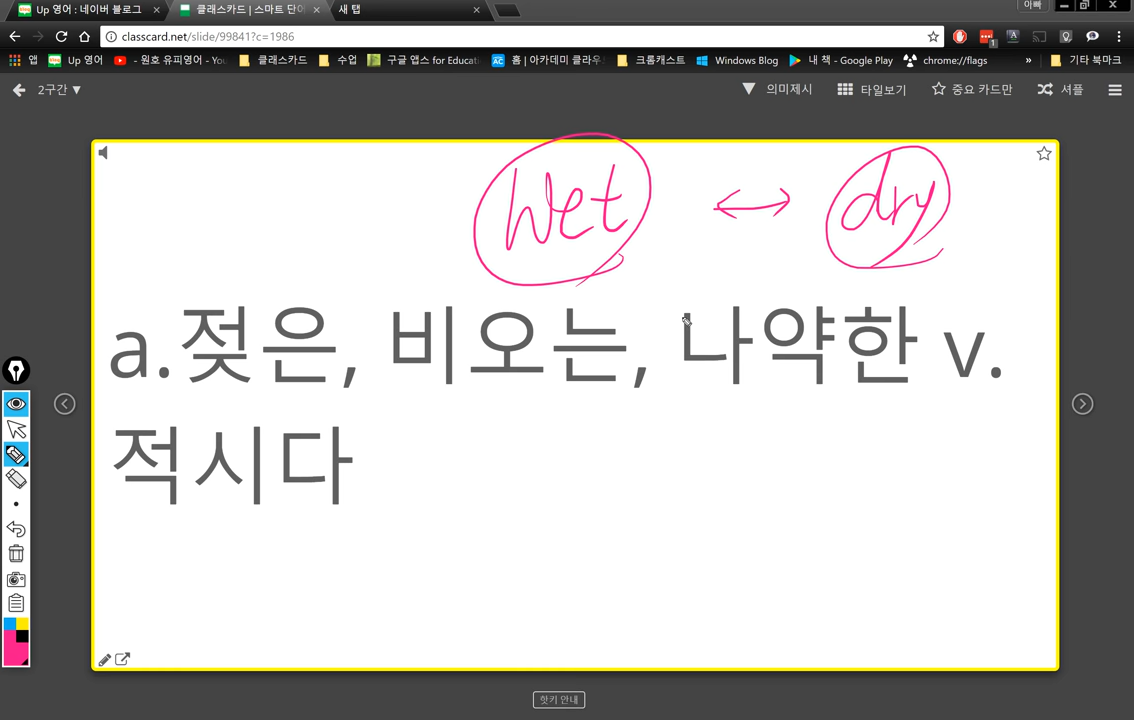 아빠
Up 영어 : 네이버 블로그
클래스카드 | 스마트 단어
새 탭
classcard.net/slide/99841?c=1986
1
앱
Up 영어
- 원호 유피영어 - You
클래스카드
수업
구글 앱스 for Educati
홈 | 아카데미 클라우드
크롬캐스트
Windows Blog
내 책 - Google Play
chrome://flags
»
기타 북마크
2구간 ▼
▼ 의미제시
타일보기
중요 카드만
셔플
wet ↔ dry
a.젖은, 비오는, 나약한 v.
적시다
핫키 안내